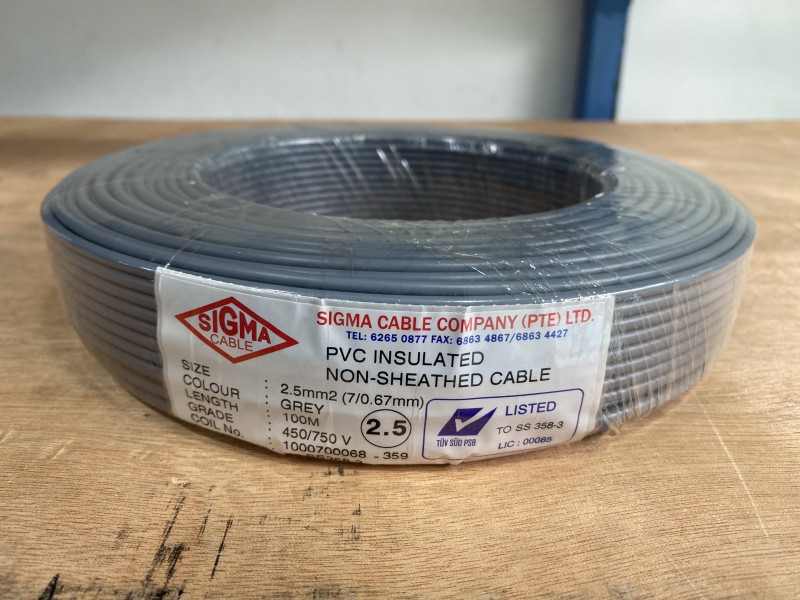 SIGMA
CABLE
SIGMA CABLE COMPANY (PTE) LTD.
TEL: 6265 0877 FAX: 6863 4867/6863 4427
PVC INSULATED
NON-SHEATHED CABLE
SIZE : 2.5mm2 (7/0.67mm)
COLOUR : GREY
LENGTH : 100M
GRADE : 450/750 V
COIL No. : 1000700068 - 359
SS358-3
2.5
TÜV SÜD PSB
LISTED
TO SS 358-3
LIC : 00085